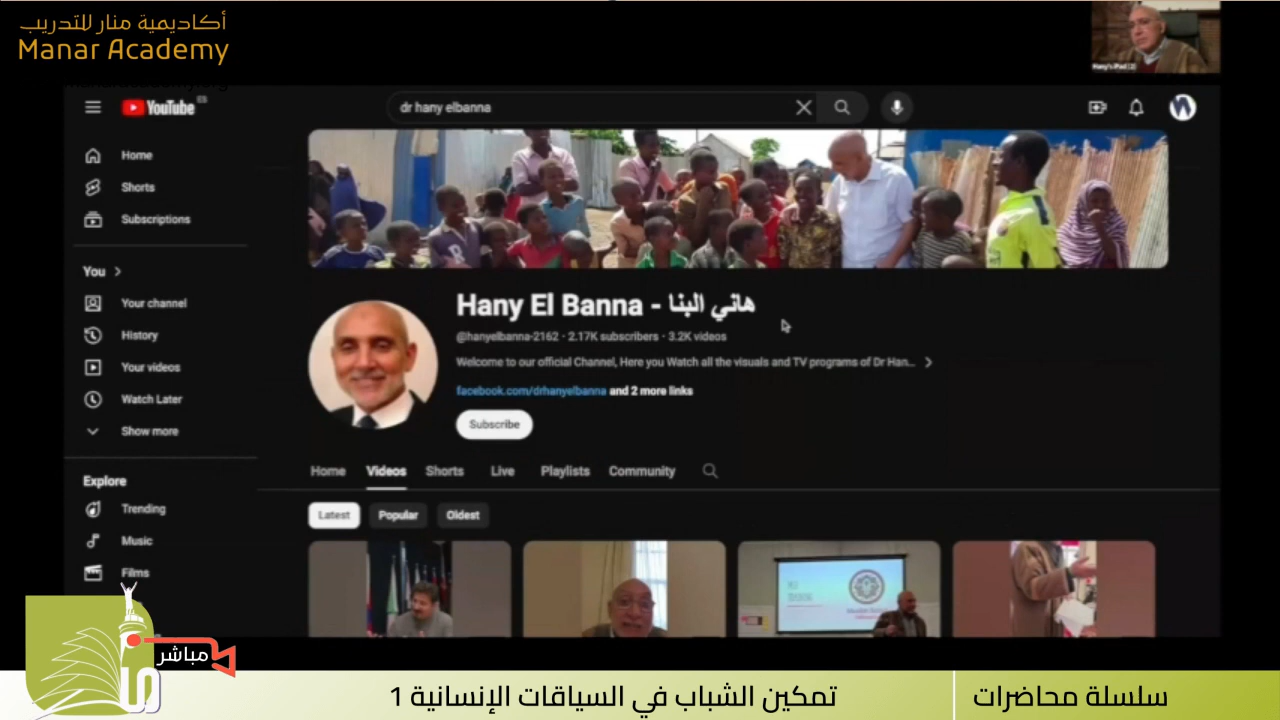 أكاديمية منار للتدريب
Manar Academy
Hany's iPad (2)
YouTube ES
dr hany elbanna
Home
Shorts
Subscriptions
You
Your channel
History
Your videos
Watch Later
Show more
Explore
Trending
Music
Films
Hany El Banna - هاني البنا
@hanyelbanna-2162 · 2.17K subscribers · 3.2K videos
Welcome to our official Channel, Here you Watch all the visuals and TV programs of Dr Han...
facebook.com/drhanyelbanna and 2 more links
Subscribe
Home Videos Shorts Live Playlists Community
Latest Popular Oldest
مباشر
سلسلة محاضرات
تمكين الشباب في السياقات الإنسانية 1